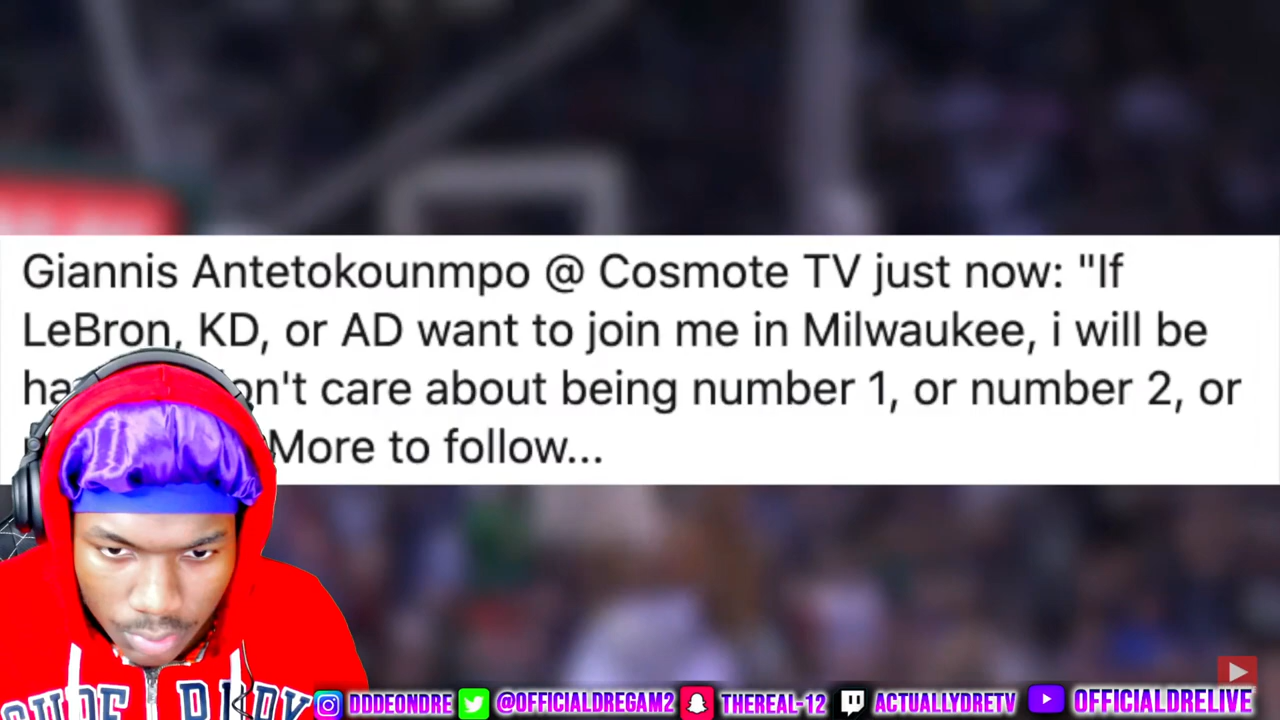 Giannis Antetokounmpo @ Cosmote TV just now: "If
LeBron, KD, or AD want to join me in Milwaukee, i will be
care about being number 1, or number 2, or
More to follow...
DDDEONDRE @OFFICIALDREGAM2 THEREAL-12 ACTUALLYDRETV OFFICIALDRELIVE